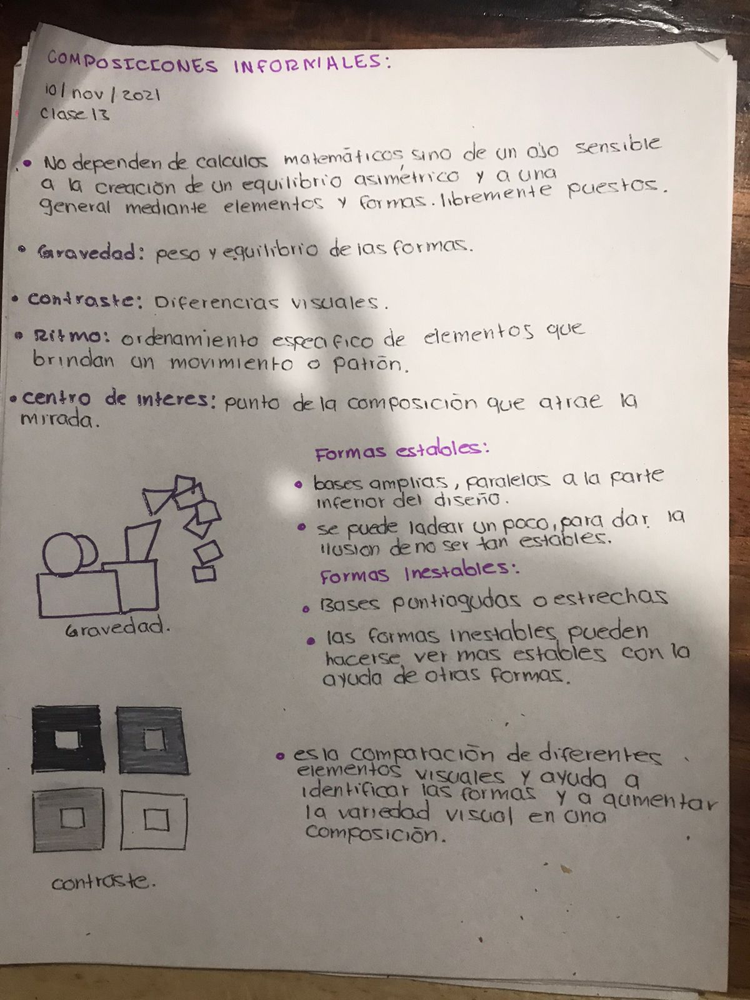 COMPOSICIONES INFORMALES:
10/nov/2021
Clase 13
• No dependen de calculos matemáticos, sino de un ojo sensible
a la creación de un equilibrio asimétrico y a una
general mediante elementos y formas. libremente puestos.
• Gravedad: peso y equilibrio de las formas.
• contraste: Diferencias visuales.
• Ritmo: ordenamiento especifico de elementos que
brindan un movimiento o patrón.
• centro de interes: punto de la composición que atrae la
mirada.
Formas estables:
• bases amplias, paralelas a la parte
inferior del diseño.
• se puede ladear un poco, para dar la
ilusion de no ser tan estables.
Formas Inestables:
• Bases puntiagudas o estrechas
• las formas inestables pueden
hacerse ver mas estables con la
ayuda de otras formas.
Gravedad.
• es la comparación de diferentes
elementos visuales y ayuda a
identificar las formas y a aumentar
la variedad visual en una
composición.
contraste.